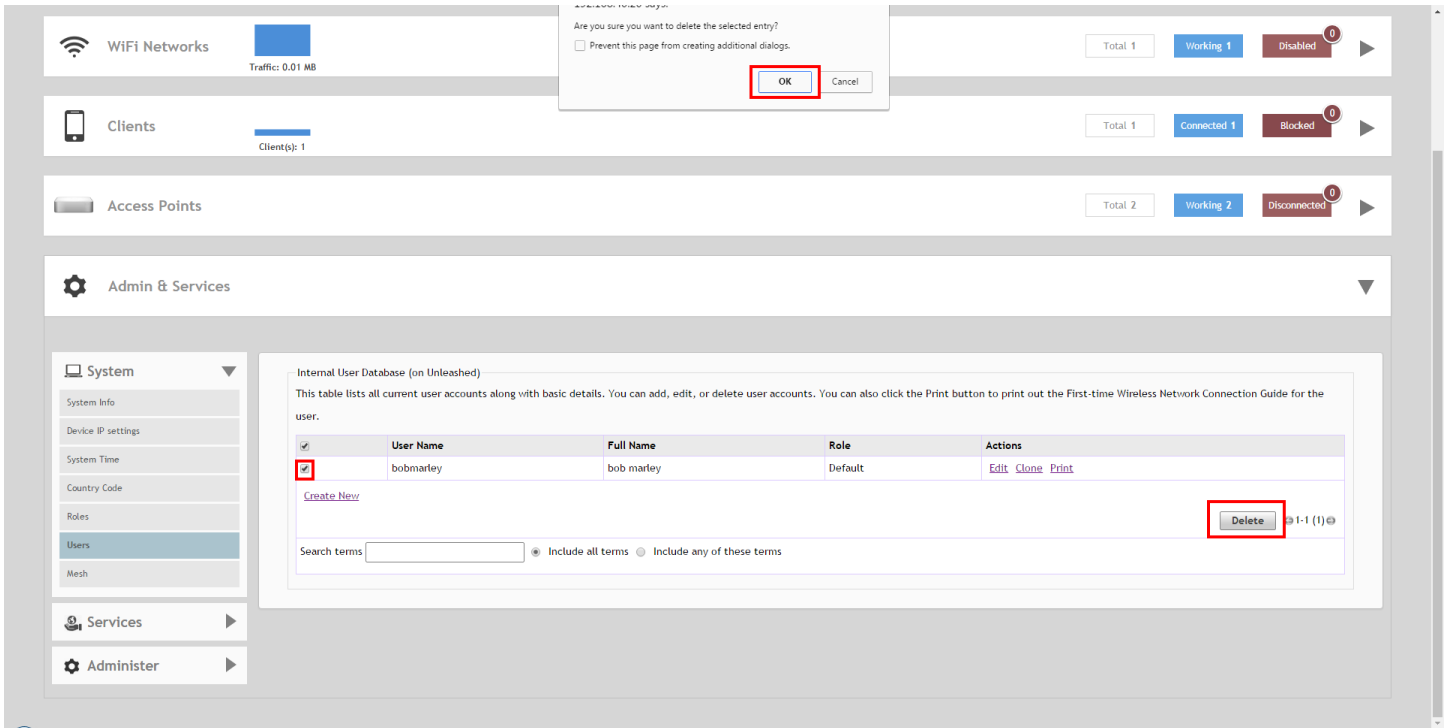 192.168.40.20 says:
Are you sure you want to delete the selected entry?
Prevent this page from creating additional dialogs.
OK Cancel
WiFi Networks
Traffic: 0.01 MB
Total 1 Working 1 Disabled 0
Clients
Client(s): 1
Total 1 Connected 1 Blocked 0
Access Points
Total 2 Working 2 Disconnected 0
Admin & Services
System
System Info
Device IP settings
System Time
Country Code
Roles
Users
Mesh
Services
Administer
Internal User Database (on Unleashed)
This table lists all current user accounts along with basic details. You can add, edit, or delete user accounts. You can also click the Print button to print out the First-time Wireless Network Connection Guide for the
user.
User Name Full Name Role Actions
bobmarley bob marley Default Edit Clone Print
Create New
Delete 1-1 (1)
Search terms Include all terms Include any of these terms